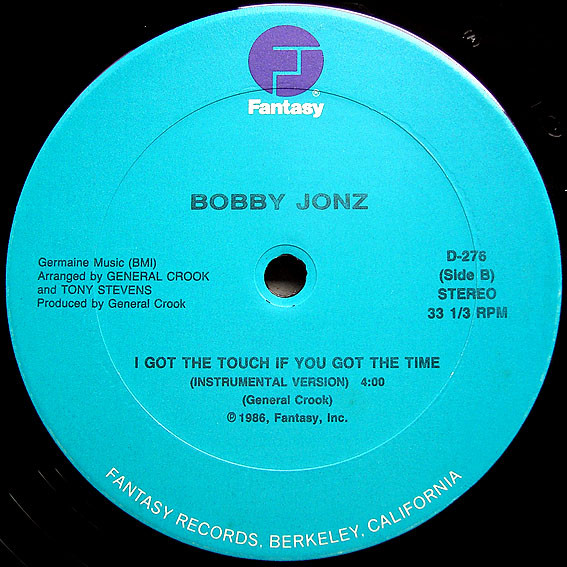 Fantasy®
BOBBY JONZ
Germaine Music (BMI)
Arranged by GENERAL CROOK
and TONY STEVENS
Produced by General Crook
D-276
(Side B)
STEREO
33 1/3 RPM
I GOT THE TOUCH IF YOU GOT THE TIME
(INSTRUMENTAL VERSION) 4:00
(General Crook)
℗ 1986, Fantasy, Inc.
FANTASY RECORDS, BERKELEY, CALIFORNIA